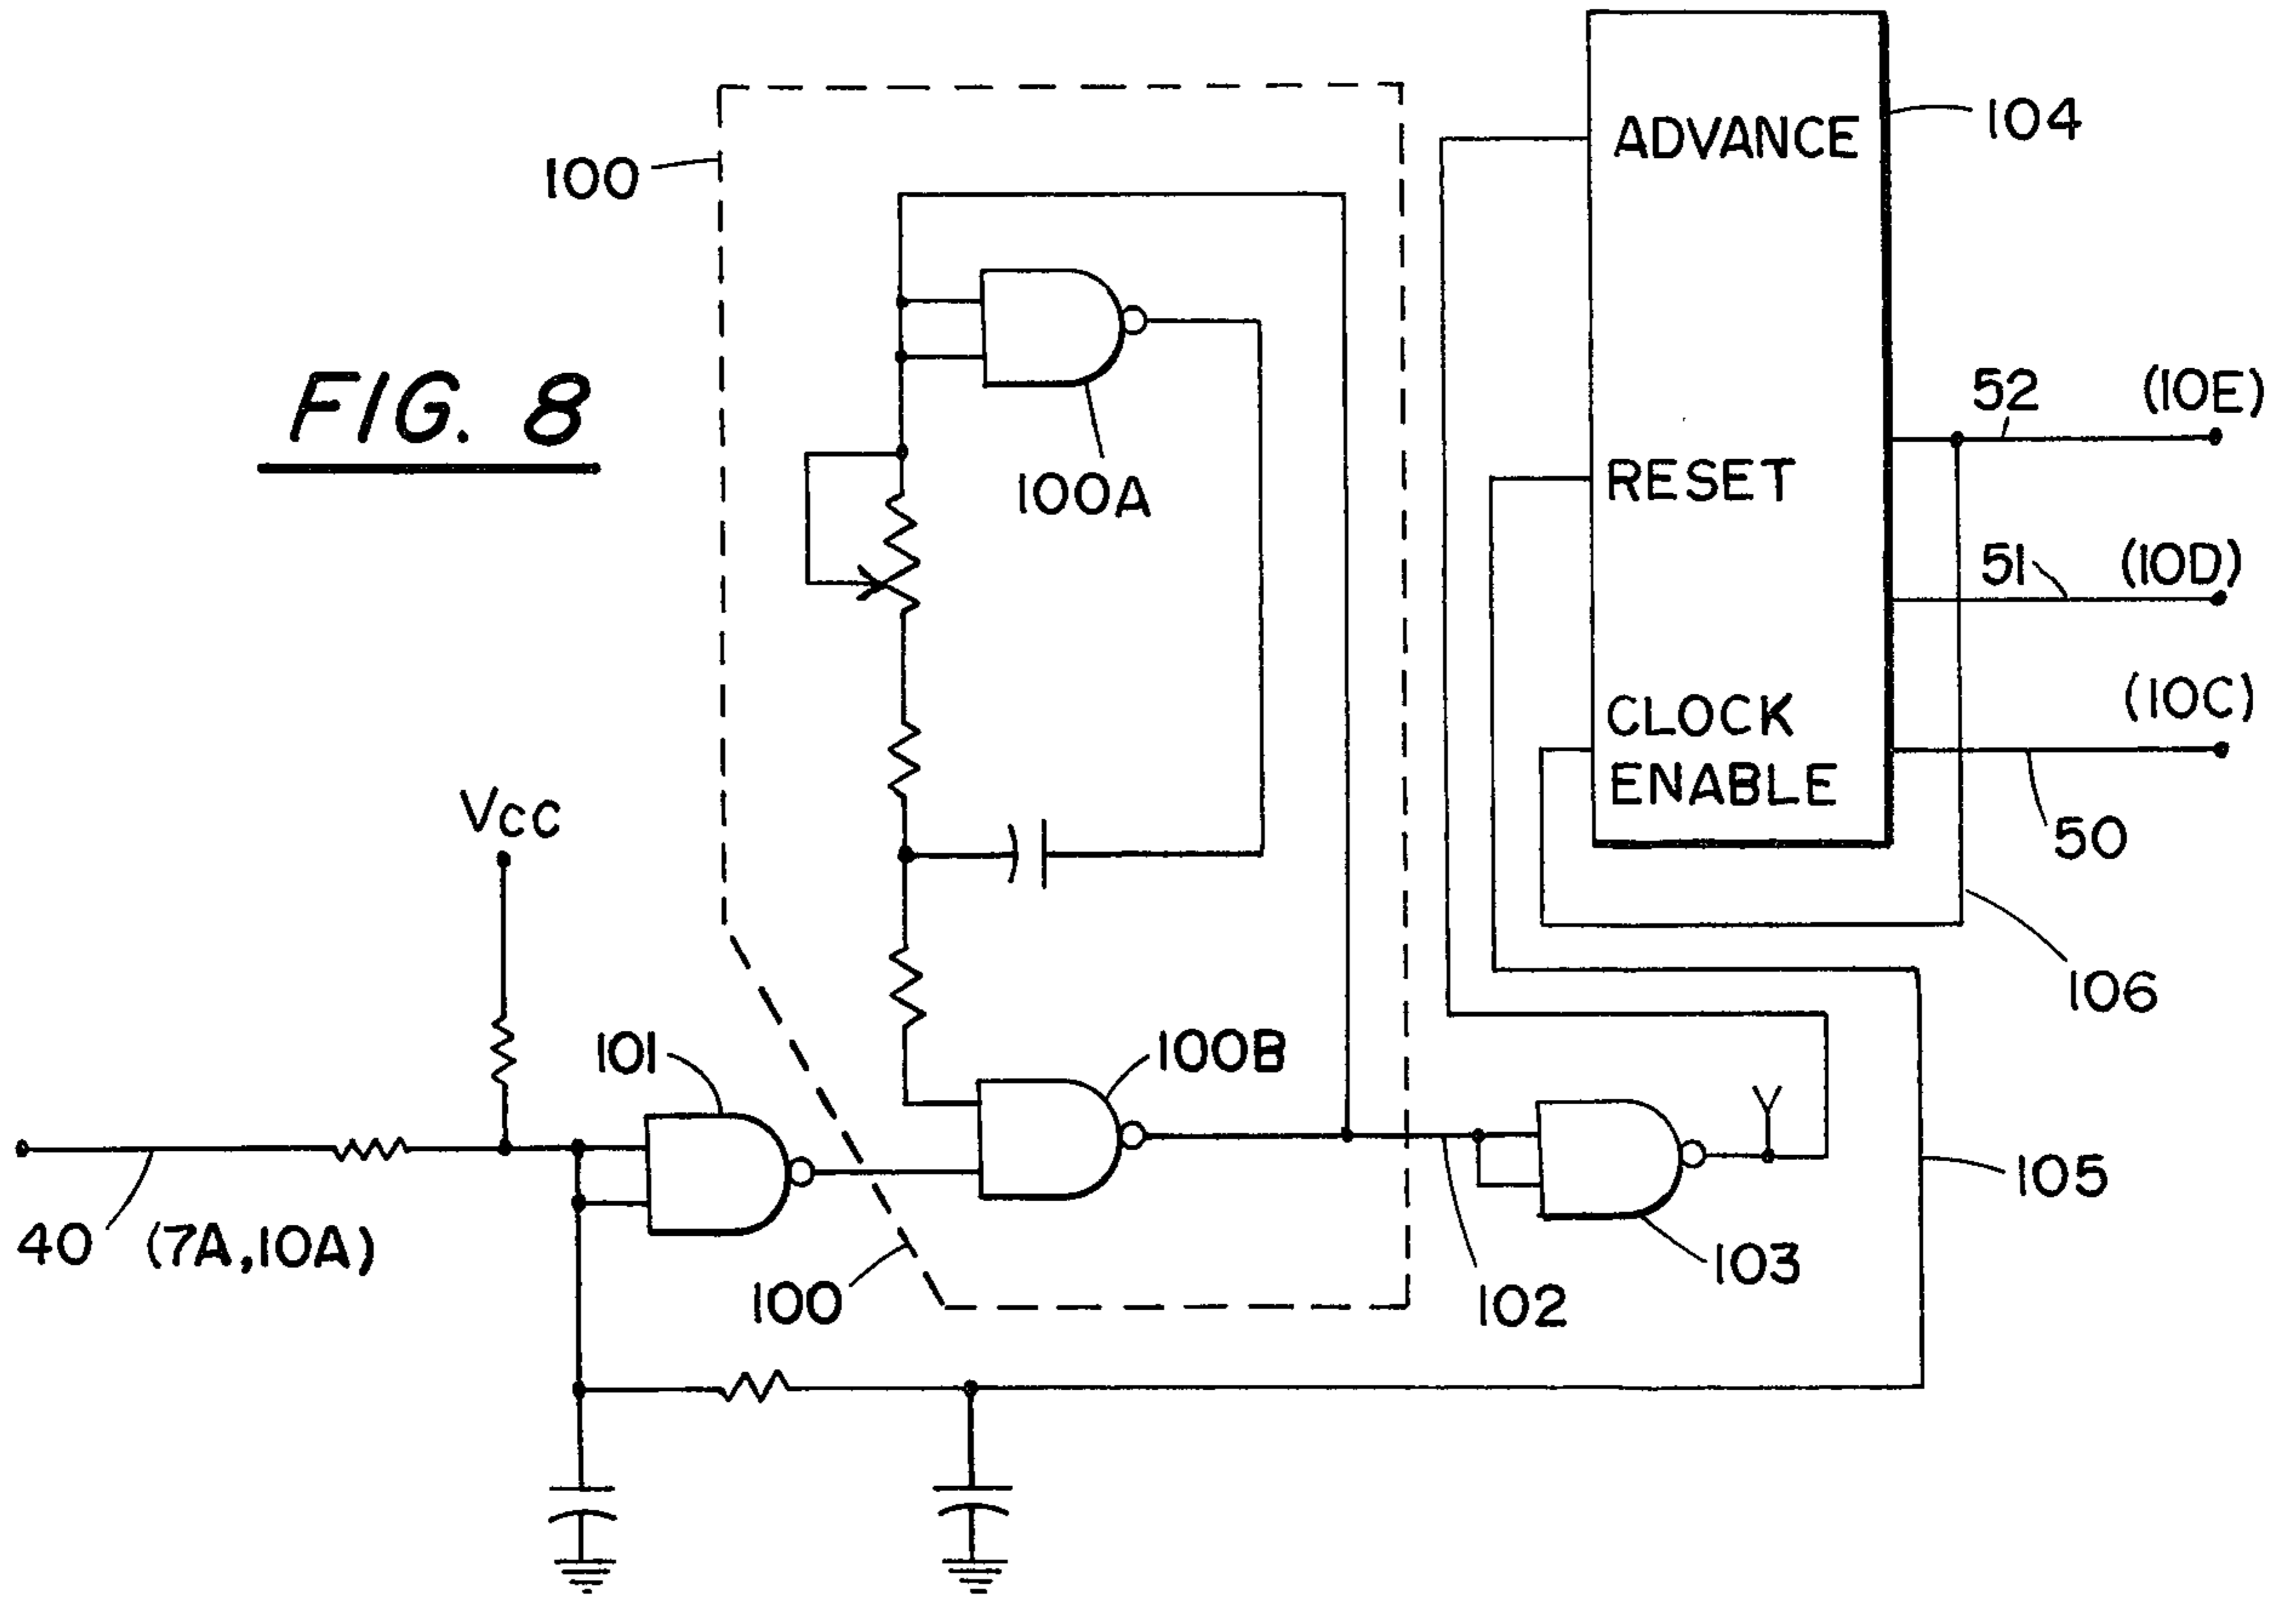 ADVANCE
104
100
FIG. 8
52 (10E)
RESET
100A
51 (10D)
(10C)
CLOCK
ENABLE
Vcc
50
106
101
100B
Y
105
40 (7A,10A)
103
100
102